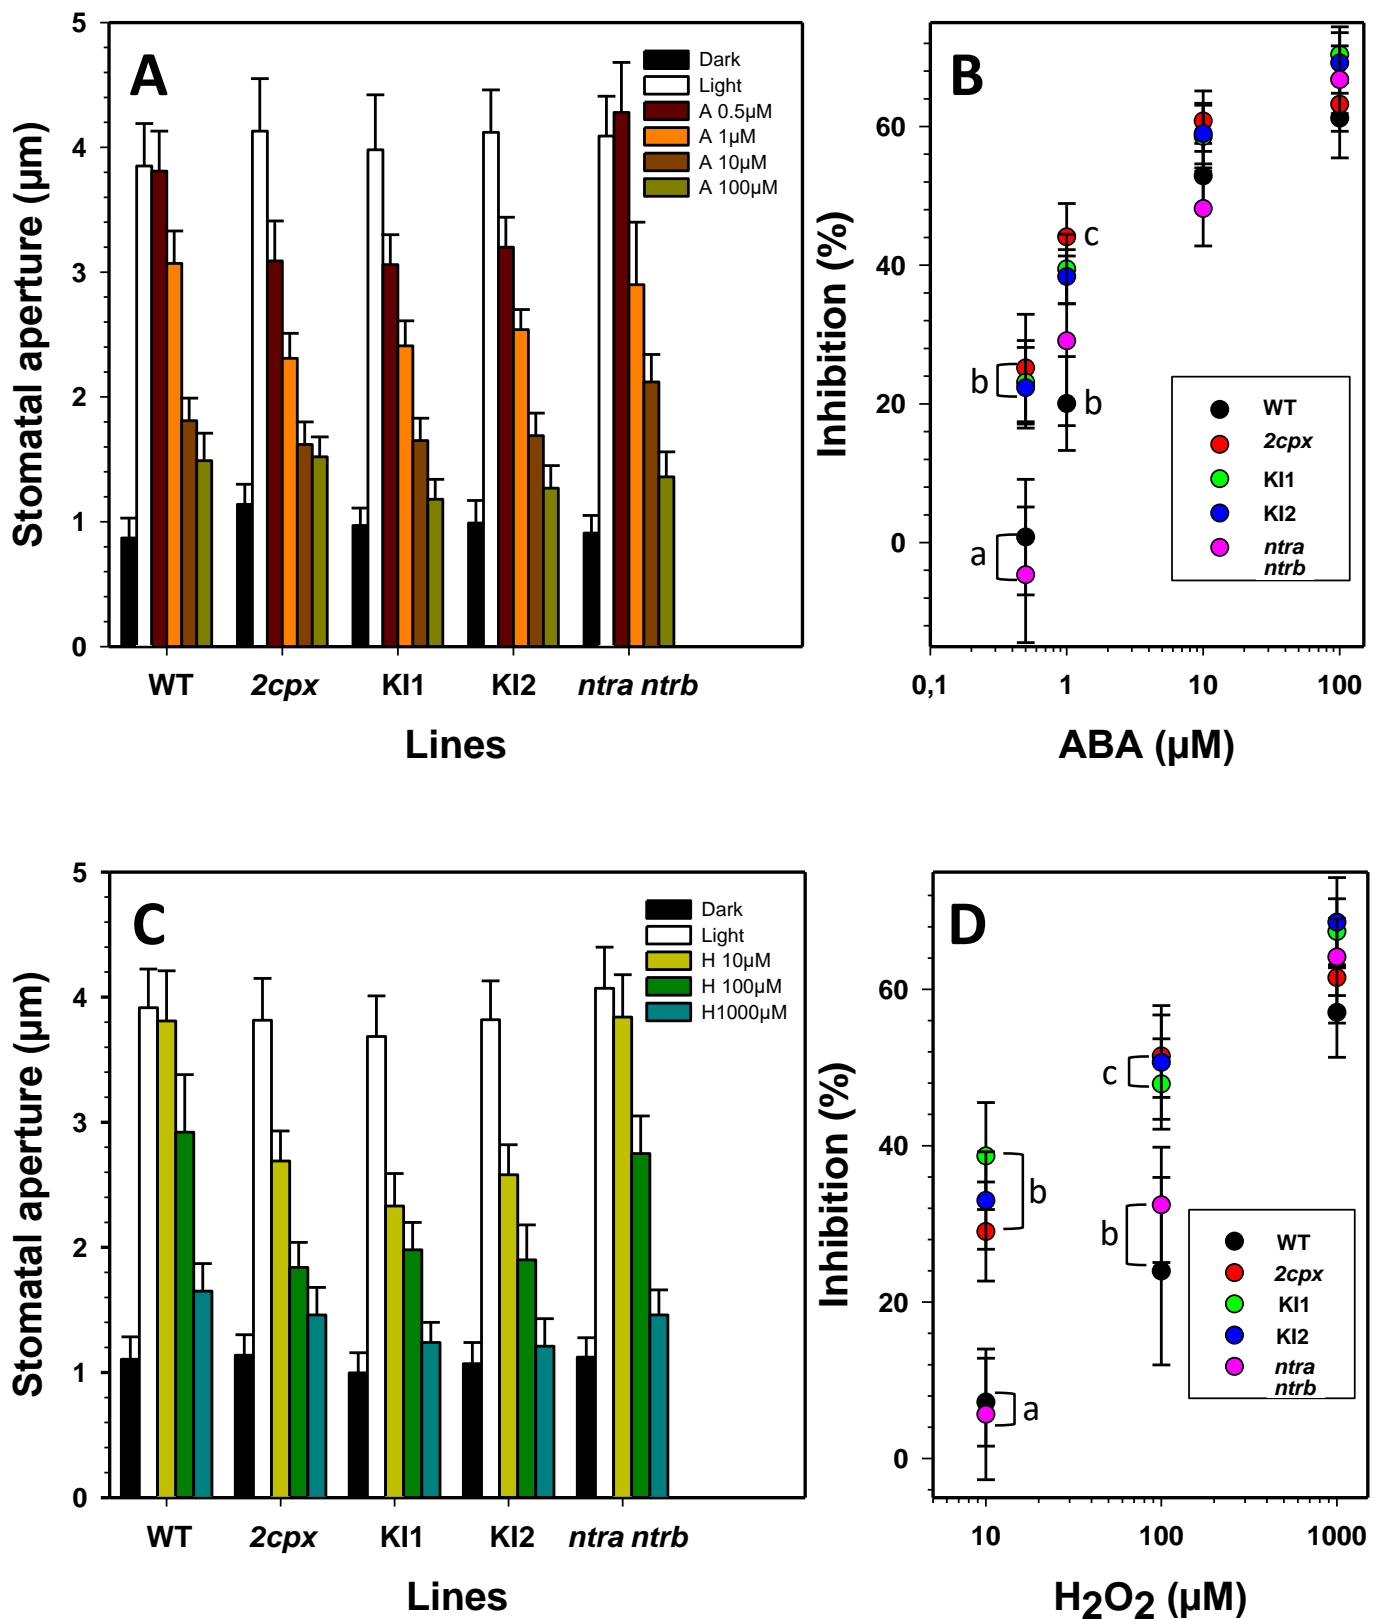 A
Stomatal aperture (µm)
5
4
3
2
1
0
Dark
Light
A 0.5µM
A 1µM
A 10µM
A 100µM
WT 2cpx KI1 KI2 ntra ntrb
Lines
B
Inhibition (%)
60
40
20
0
c
b
b
a
WT
2cpx
KI1
KI2
ntra
ntrb
0,1 1 10 100
ABA (µM)
C
Stomatal aperture (µm)
5
4
3
2
1
0
Dark
Light
H 10µM
H 100µM
H1000µM
WT 2cpx KI1 KI2 ntra ntrb
Lines
D
Inhibition (%)
60
40
20
0
c
b
b
a
WT
2cpx
KI1
KI2
ntra
ntrb
10 100 1000
H₂O₂ (µM)